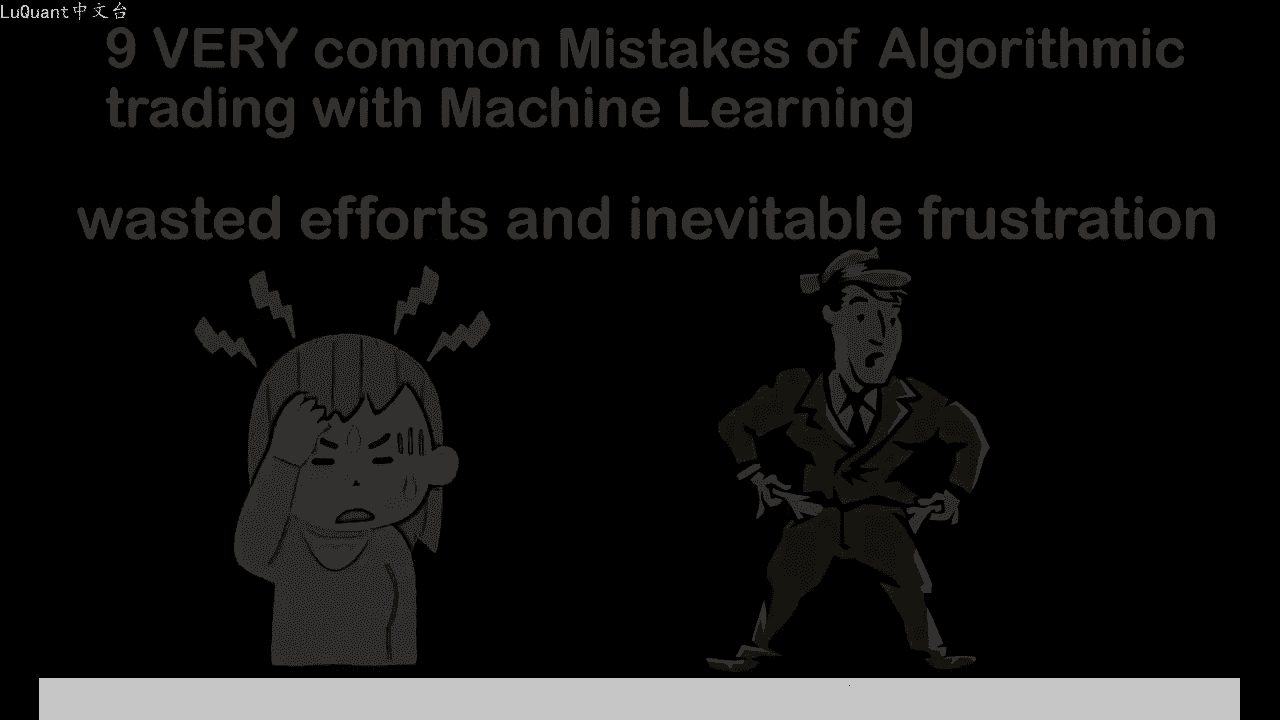 LuQuant中文台
9 VERY common Mistakes of Algorithmic
trading with Machine Learning
wasted efforts and inevitable frustration